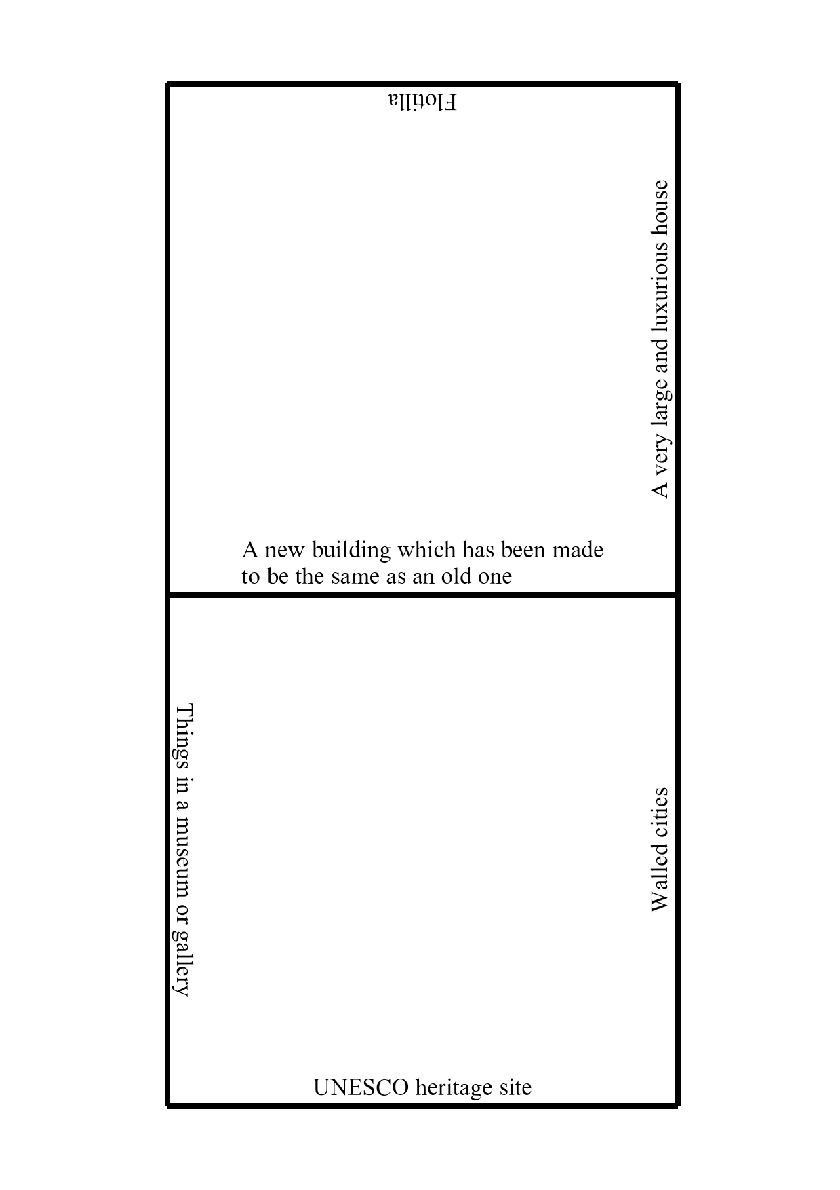 Flotilla
A very large and luxurious house
A new building which has been made
to be the same as an old one
Things in a museum or gallery
Walled cities
UNESCO heritage site